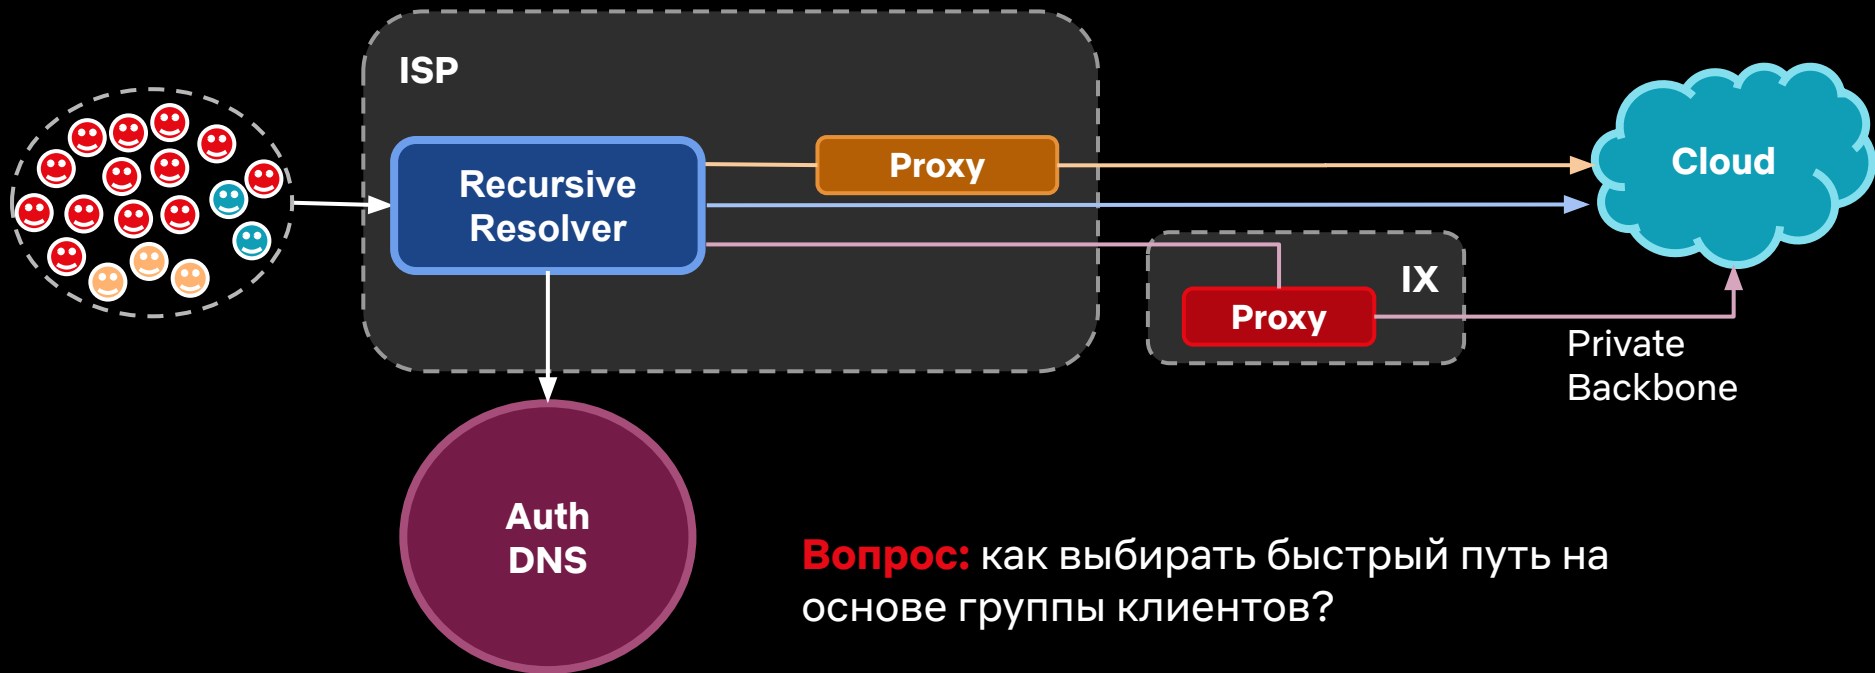 ISP
Recursive
Resolver
Proxy
Cloud
IX
Proxy
Private
Backbone
Auth
DNS
Вопрос: как выбирать быстрый путь на
основе группы клиентов?